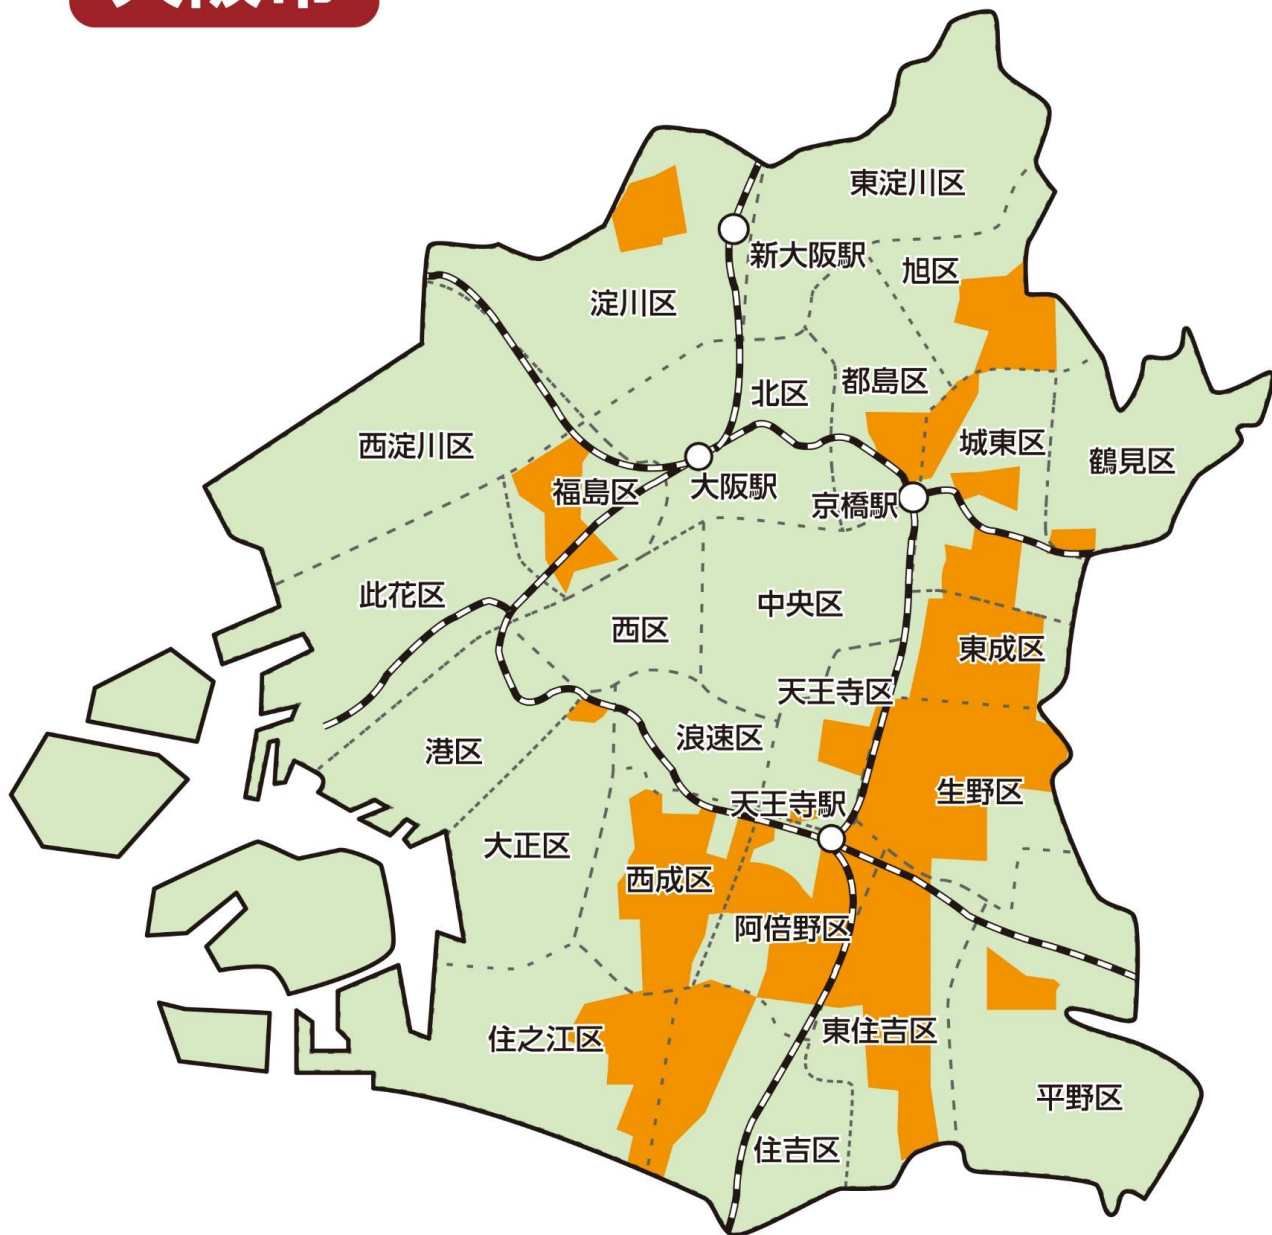 東淀川区
新大阪駅
旭区
淀川区
都島区
北区
西淀川区
城東区
鶴見区
福島区
大阪駅
京橋駅
此花区
中央区
西区
東成区
天王寺区
浪速区
港区
生野区
天王寺駅
大正区
西成区
阿倍野区
東住吉区
住之江区
平野区
住吉区